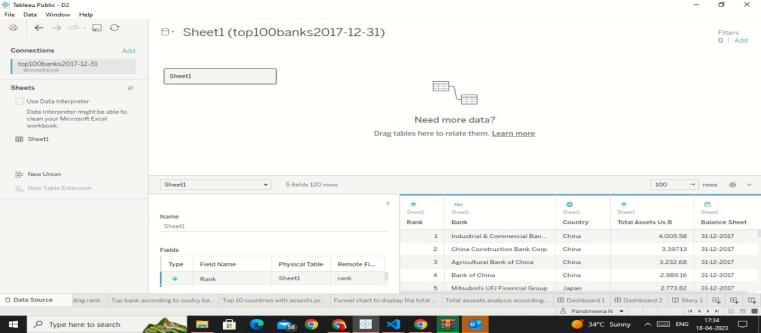 Tableau Public - D2
File Data Window Help
Connections Add
top100banks2017-12-31
Microsoft Excel
Sheets
Use Data Interpreter
Data Interpreter might be able to
clean your Microsoft Excel
workbook.
Sheet1
New Union
New Table Extension
Sheet1 (top100banks2017-12-31)
Filters
0 | Add
Sheet1
Need more data?
Drag tables here to relate them. Learn more
Sheet1 5 fields 120 rows 100 → rows
Name
Sheet1
Fields
Type Field Name Physical Table Remote Fi...
# Rank Sheet1 rank
# Abc
Sheet1 Sheet1 Sheet1 Sheet1 Sheet1
Rank Bank Country Total Assets Us B Balance Sheet
1 Industrial & Commercial Ban... China 4,005.58 31-12-2017
2 China Construction Bank Corp China 3,397.13 31-12-2017
3 Agricultural Bank of China China 3,232.68 31-12-2017
4 Bank of China China 2,989.16 31-12-2017
5 Mitsubishi UFJ Financial Group Japan 2,773.82 31-12-2017
Data Source ting rank Top bank according to coutry ba... Top 10 countries with assests pr... Funnel chart to display tha total ... Total assests analysis according... Dashboard 1 Dashboard 2 Story 1
Pandimeena N
Type here to search 34°C Sunny ENG 17:34
18-04-2023